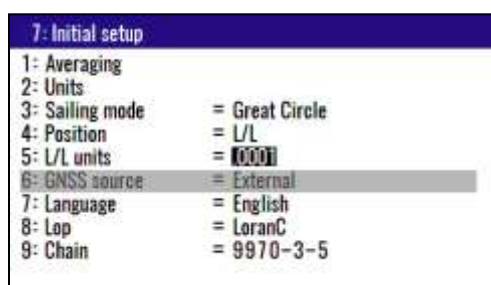 7: Initial setup
1: Averaging
2: Units
3: Sailing mode = Great Circle
4: Position = L/L
5: L/L units = .0001
6: GNSS source = External
7: Language = English
8: Lop = LoranC
9: Chain = 9970-3-5